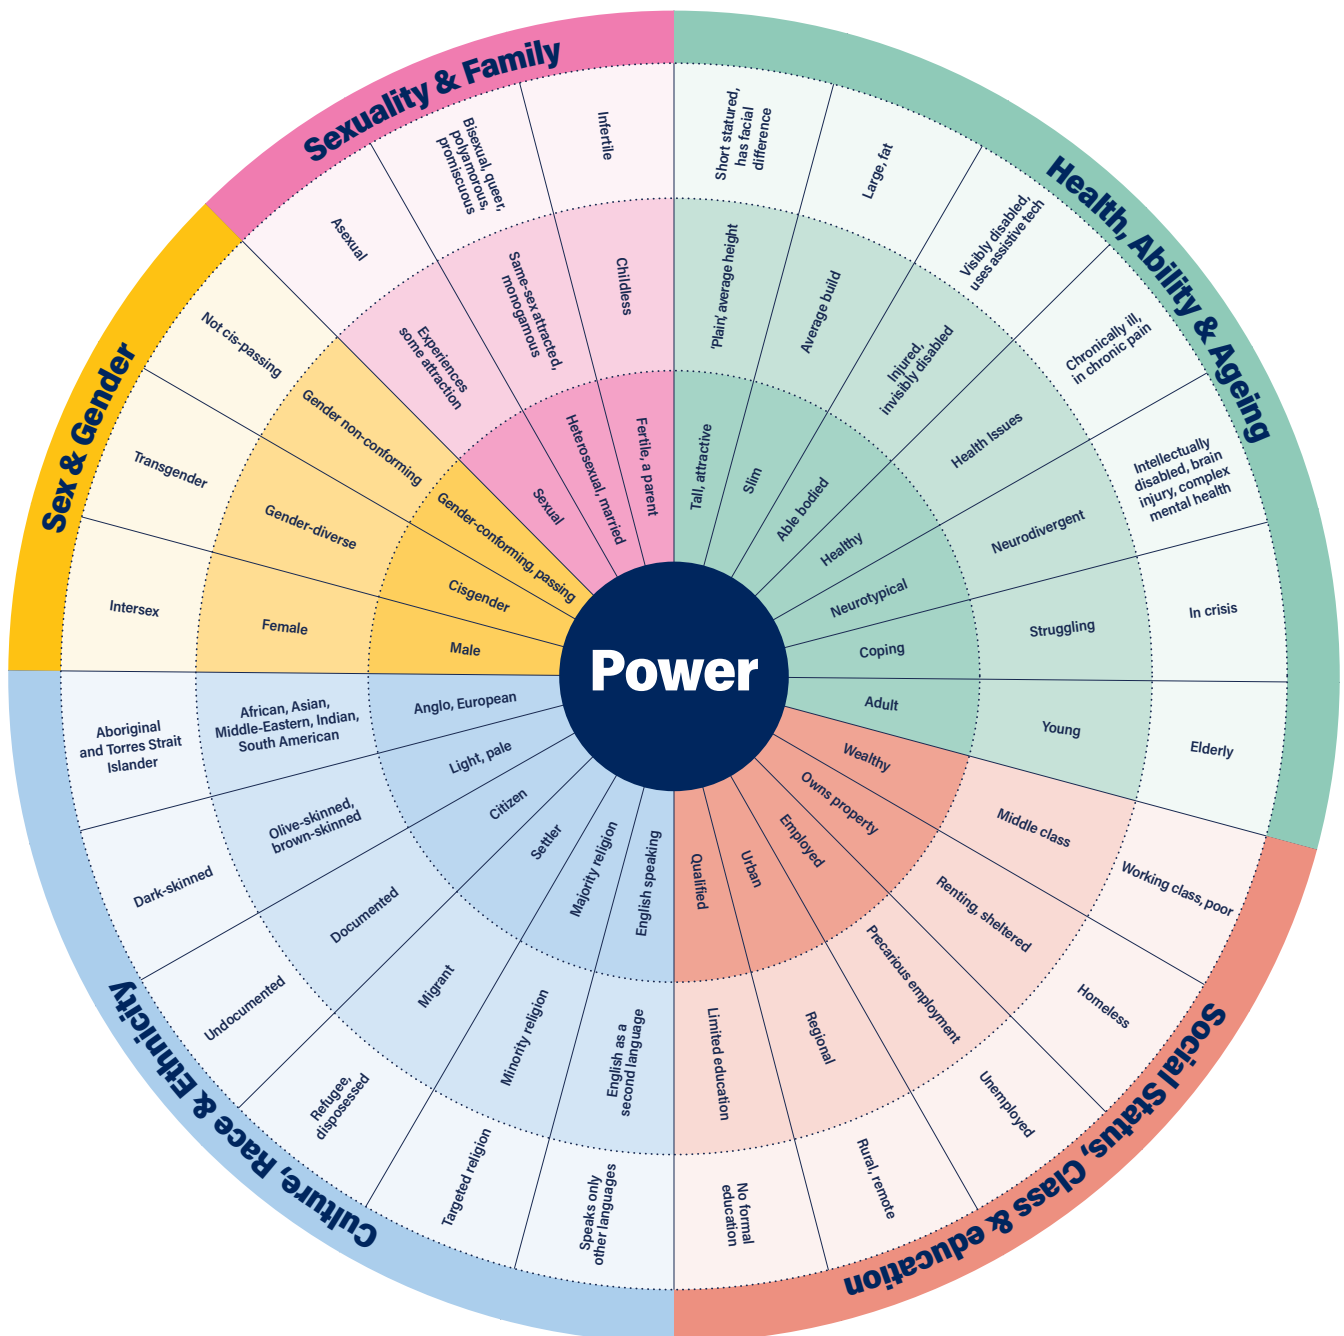 Power
Sexuality & Family
Asexual
Experiences
some attraction
Sexual
Bisexual, queer,
polyamorous,
promiscuous
Same-sex attracted,
monogamous
Heterosexual, married
Infertile
Childless
Fertile, a parent
Health, Ability & Ageing
Short statured,
has facial
difference
'Plain', average height
Tall, attractive
Large, fat
Average build
Slim
Visibly disabled,
uses assistive tech
Injured,
invisibly disabled
Able bodied
Chronically ill,
in chronic pain
Health Issues
Healthy
Intellectually
disabled, brain
injury, complex
mental health
Neurodivergent
Neurotypical
In crisis
Struggling
Coping
Elderly
Young
Adult
Social Status, Class & education
Working class, poor
Middle class
Wealthy
Homeless
Renting, sheltered
Owns property
Unemployed
Precarious employment
Employed
Rural, remote
Regional
Urban
No formal
education
Limited education
Qualified
Culture, Race & Ethnicity
Speaks only
other languages
English as a
second language
English speaking
Targeted religion
Minority religion
Majority religion
Refugee,
disposessed
Migrant
Settler
Undocumented
Documented
Citizen
Dark-skinned
Olive-skinned,
brown-skinned
Light, pale
Aboriginal
and Torres Strait
Islander
African, Asian,
Middle-Eastern, Indian,
South American
Anglo, European
Sex & Gender
Intersex
Female
Male
Transgender
Gender-diverse
Cisgender
Not cis-passing
Gender non-conforming
Gender-conforming, passing